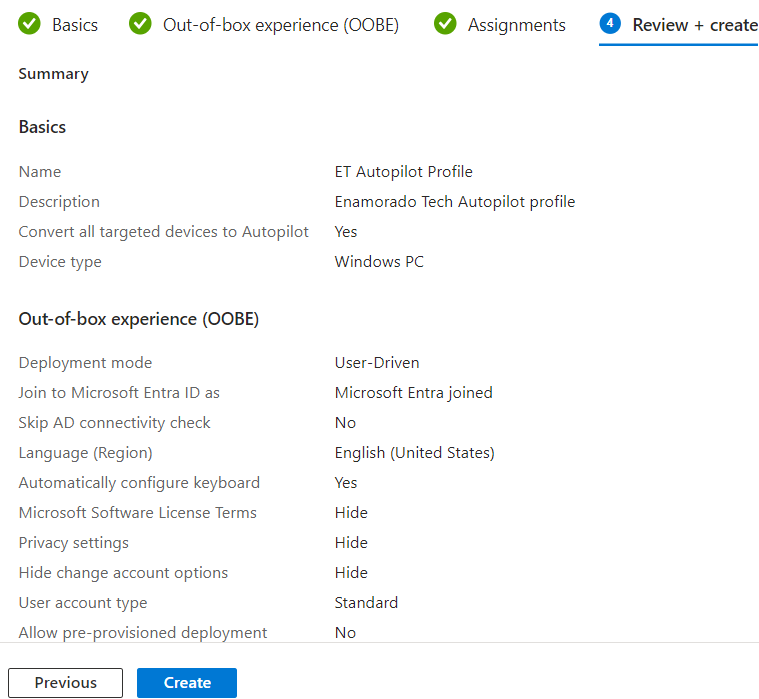 Basics Out-of-box experience (OOBE) Assignments 4 Review + create
Summary
Basics
Name ET Autopilot Profile
Description Enamorado Tech Autopilot profile
Convert all targeted devices to Autopilot Yes
Device type Windows PC
Out-of-box experience (OOBE)
Deployment mode User-Driven
Join to Microsoft Entra ID as Microsoft Entra joined
Skip AD connectivity check No
Language (Region) English (United States)
Automatically configure keyboard Yes
Microsoft Software License Terms Hide
Privacy settings Hide
Hide change account options Hide
User account type Standard
Allow pre-provisioned deployment No
Previous Create